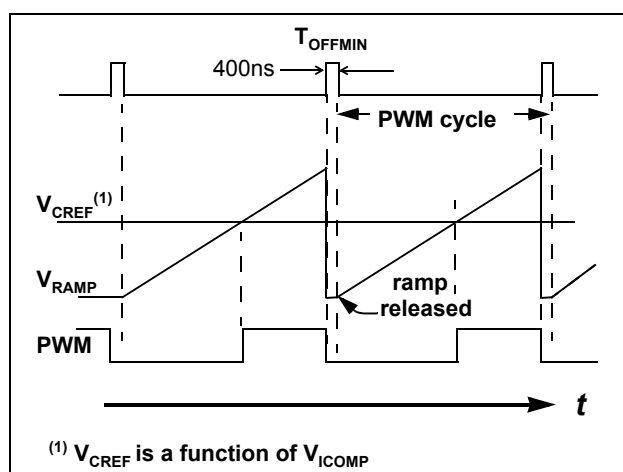 TOFFMIN
400ns
PWM cycle
VCREF(1)
VRAMP
ramp
released
PWM
t
(1) VCREF is a function of VICOMP